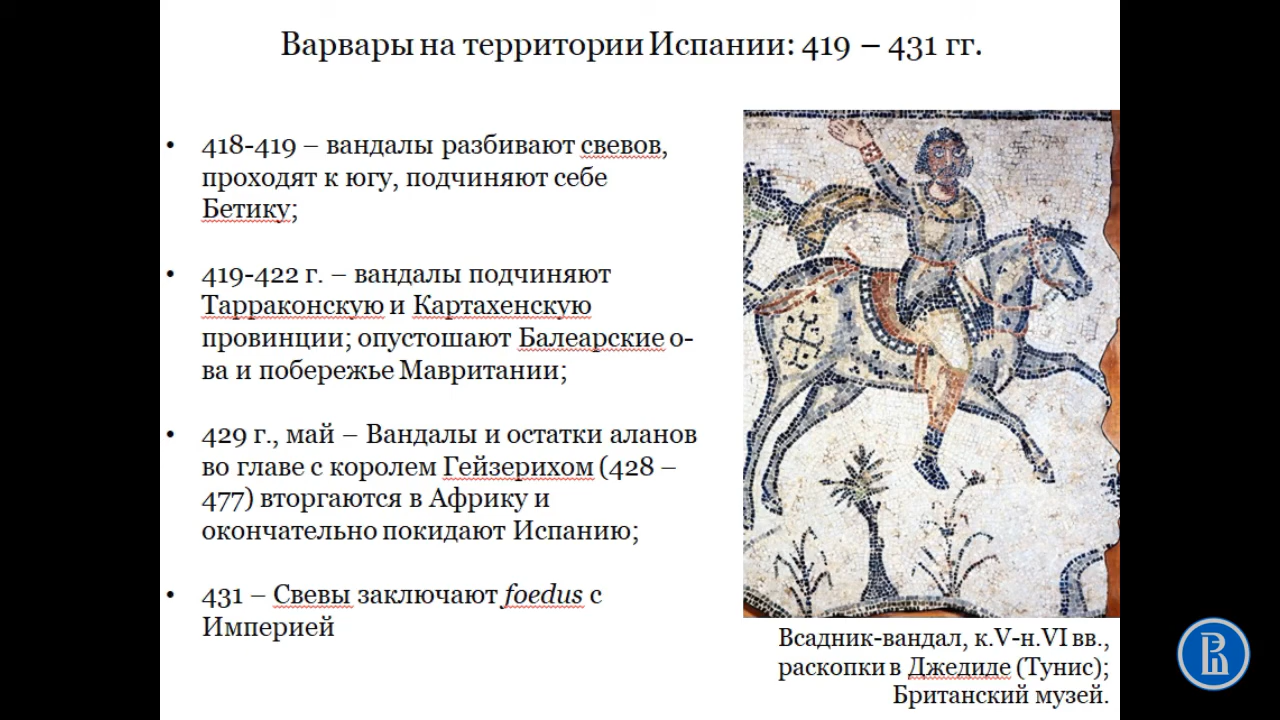 Варвары на территории Испании: 419 – 431 гг.
• 418-419 – вандалы разбивают свевов,
проходят к югу, подчиняют себе
Бетику;
• 419-422 г. – вандалы подчиняют
Тарраконскую и Картахенскую
провинции; опустошают Балеарские о-
ва и побережье Мавритании;
• 429 г., май – Вандалы и остатки аланов
во главе с королем Гейзерихом (428 –
477) вторгаются в Африку и
окончательно покидают Испанию;
• 431 – Свевы заключают foedus с
Империей
Всадник-вандал, к.V-н.VI вв.,
раскопки в Джедиде (Тунис);
Британский музей.